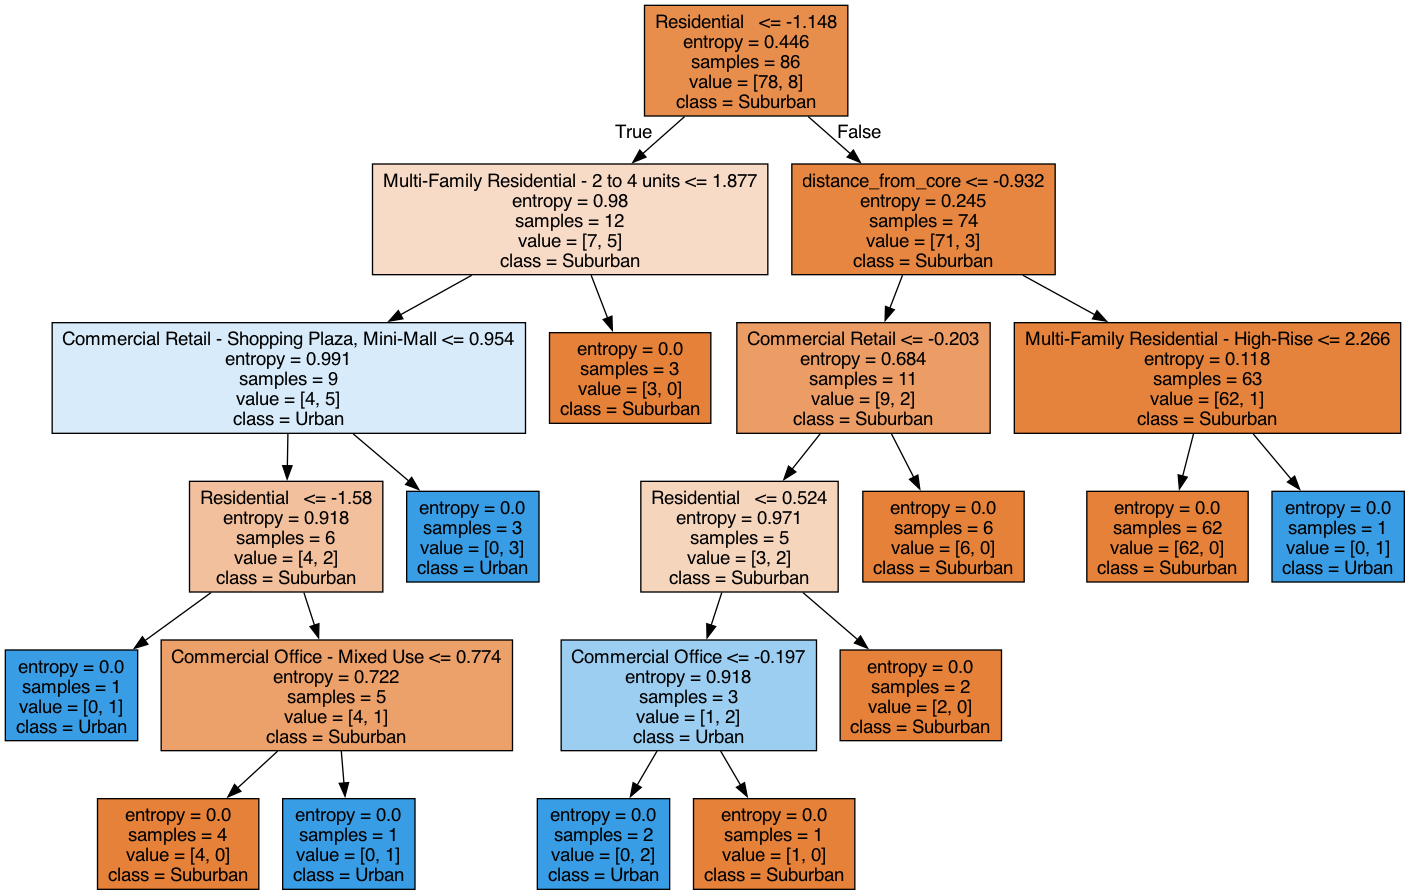 Residential   <= -1.148
entropy = 0.446
samples = 86
value = [78, 8]
class = Suburban
True
False
Multi-Family Residential - 2 to 4 units <= 1.877
entropy = 0.98
samples = 12
value = [7, 5]
class = Suburban
distance_from_core <= -0.932
entropy = 0.245
samples = 74
value = [71, 3]
class = Suburban
Commercial Retail - Shopping Plaza, Mini-Mall <= 0.954
entropy = 0.991
samples = 9
value = [4, 5]
class = Urban
entropy = 0.0
samples = 3
value = [3, 0]
class = Suburban
Commercial Retail <= -0.203
entropy = 0.684
samples = 11
value = [9, 2]
class = Suburban
Multi-Family Residential - High-Rise <= 2.266
entropy = 0.118
samples = 63
value = [62, 1]
class = Suburban
Residential   <= -1.58
entropy = 0.918
samples = 6
value = [4, 2]
class = Suburban
entropy = 0.0
samples = 3
value = [0, 3]
class = Urban
Residential   <= 0.524
entropy = 0.971
samples = 5
value = [3, 2]
class = Suburban
entropy = 0.0
samples = 6
value = [6, 0]
class = Suburban
entropy = 0.0
samples = 62
value = [62, 0]
class = Suburban
entropy = 0.0
samples = 1
value = [0, 1]
class = Urban
entropy = 0.0
samples = 1
value = [0, 1]
class = Urban
Commercial Office - Mixed Use <= 0.774
entropy = 0.722
samples = 5
value = [4, 1]
class = Suburban
Commercial Office <= -0.197
entropy = 0.918
samples = 3
value = [1, 2]
class = Urban
entropy = 0.0
samples = 2
value = [2, 0]
class = Suburban
entropy = 0.0
samples = 4
value = [4, 0]
class = Suburban
entropy = 0.0
samples = 1
value = [0, 1]
class = Urban
entropy = 0.0
samples = 2
value = [0, 2]
class = Urban
entropy = 0.0
samples = 1
value = [1, 0]
class = Suburban